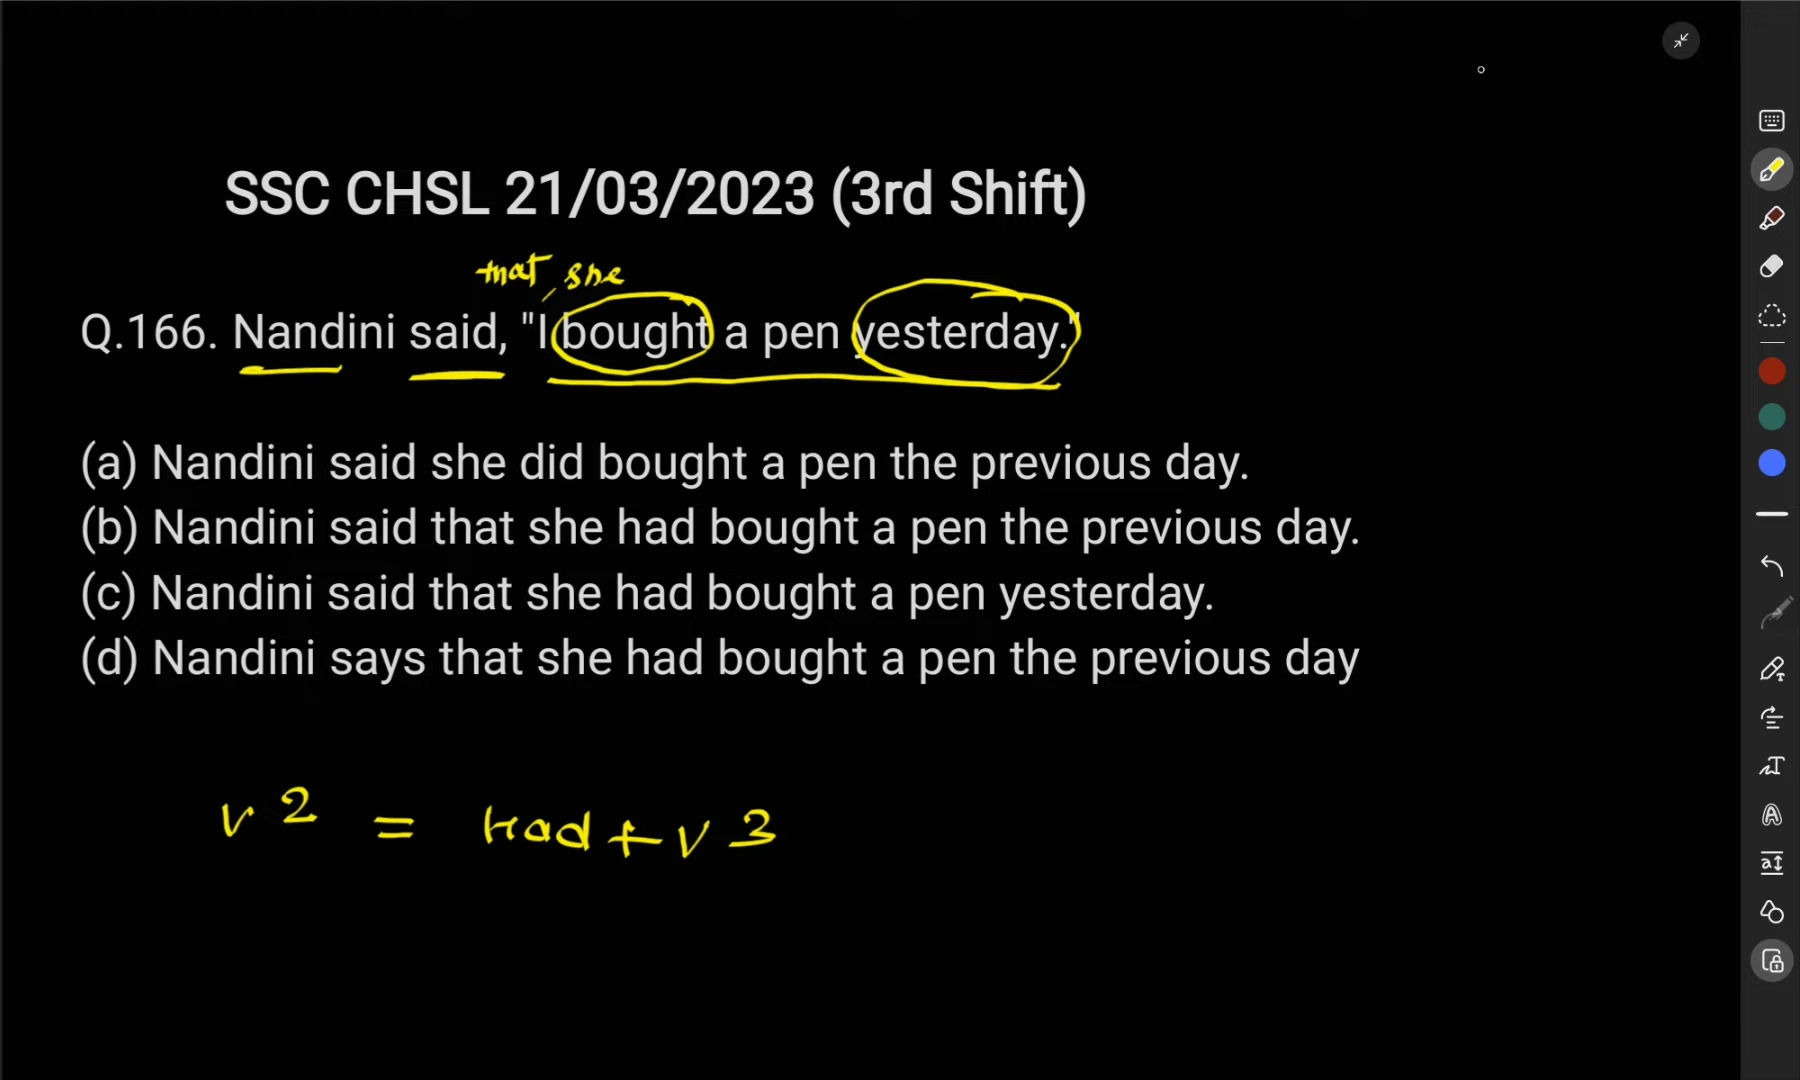 SSC CHSL 21/03/2023 (3rd Shift)
that, she
Q.166. Nandini said, "I bought a pen yesterday."
(a) Nandini said she did bought a pen the previous day.
(b) Nandini said that she had bought a pen the previous day.
(c) Nandini said that she had bought a pen yesterday.
(d) Nandini says that she had bought a pen the previous day
v2 = Had + v3